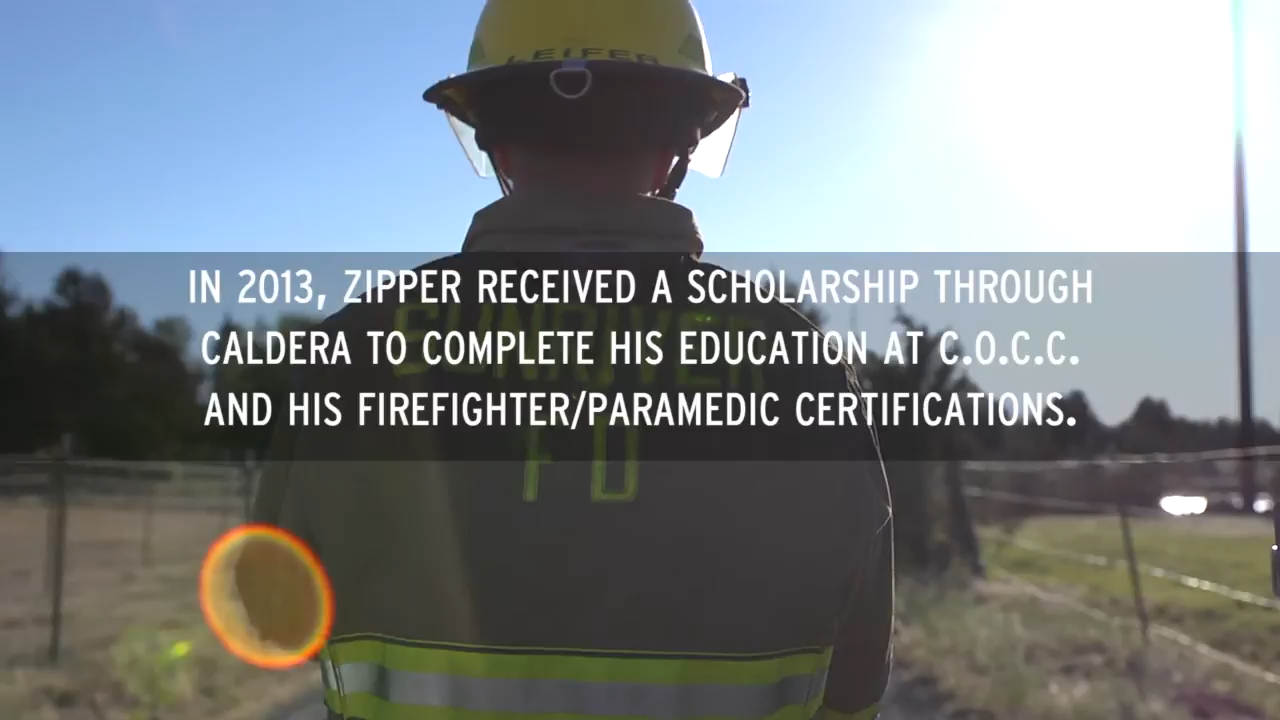 LEIFER
IN 2013, ZIPPER RECEIVED A SCHOLARSHIP THROUGH
CALDERA TO COMPLETE HIS EDUCATION AT C.O.C.C.
AND HIS FIREFIGHTER/PARAMEDIC CERTIFICATIONS.
SUNRIVER
FD